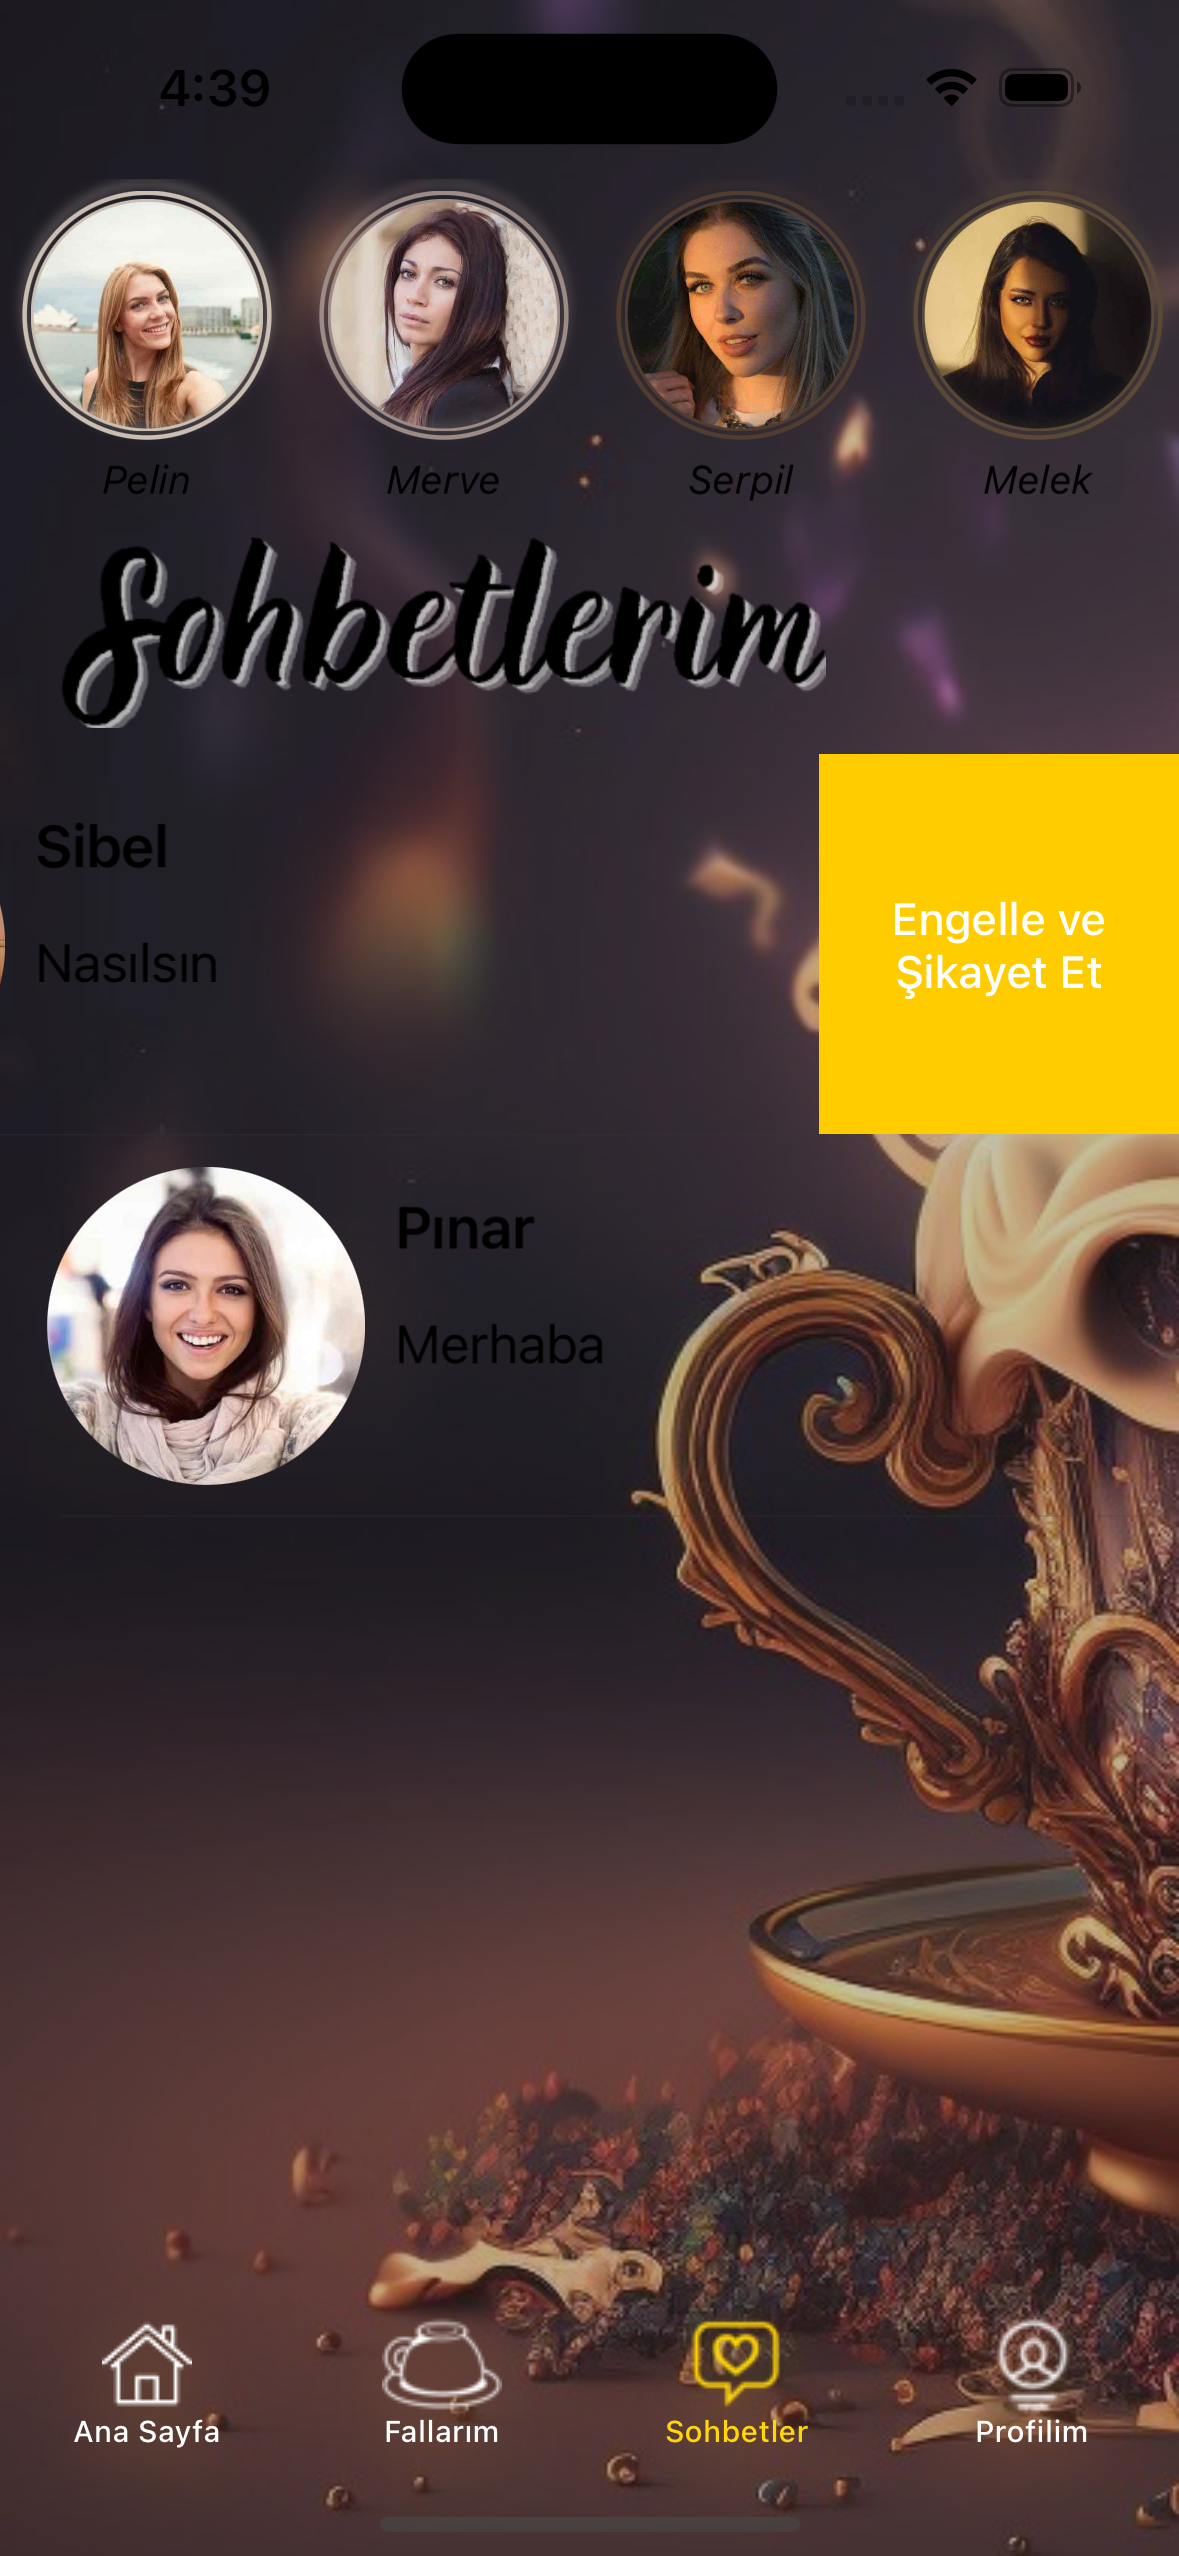 4:39
Pelin
Merve
Serpil
Melek
Sohbetlerim
Sibel
Nasılsın
Engelle ve
Şikayet Et
Pınar
Merhaba
Ana Sayfa
Fallarım
Sohbetler
Profilim